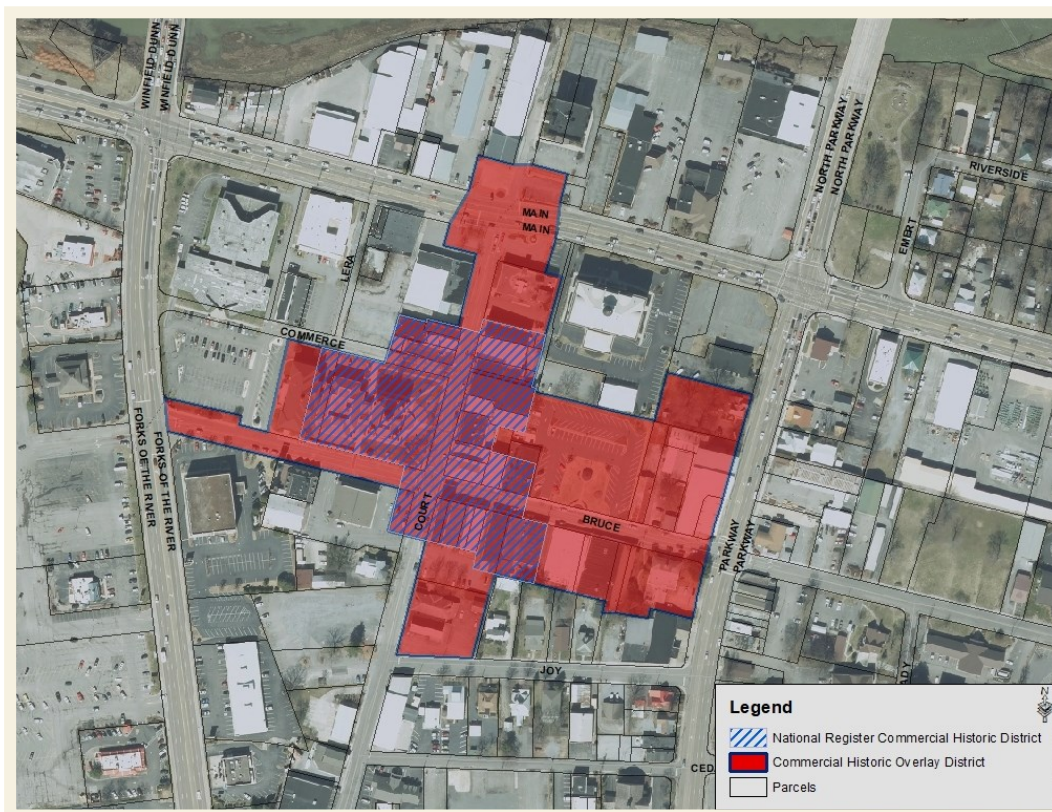 WINFIELD DUNN
WINFIELD DUNN
NORTH PARKWAY
NORTH PARKWAY
RIVERSIDE
MAIN
MAIN
EMERT
LERA
COMMERCE
FORKS OF THE RIVER
FORKS OF THE RIVER
COURT
BRUCE
PARKWAY
PARKWAY
JOY
ADY
CED
Legend
N
National Register Commercial Historic District
Commercial Historic Overlay District
Parcels